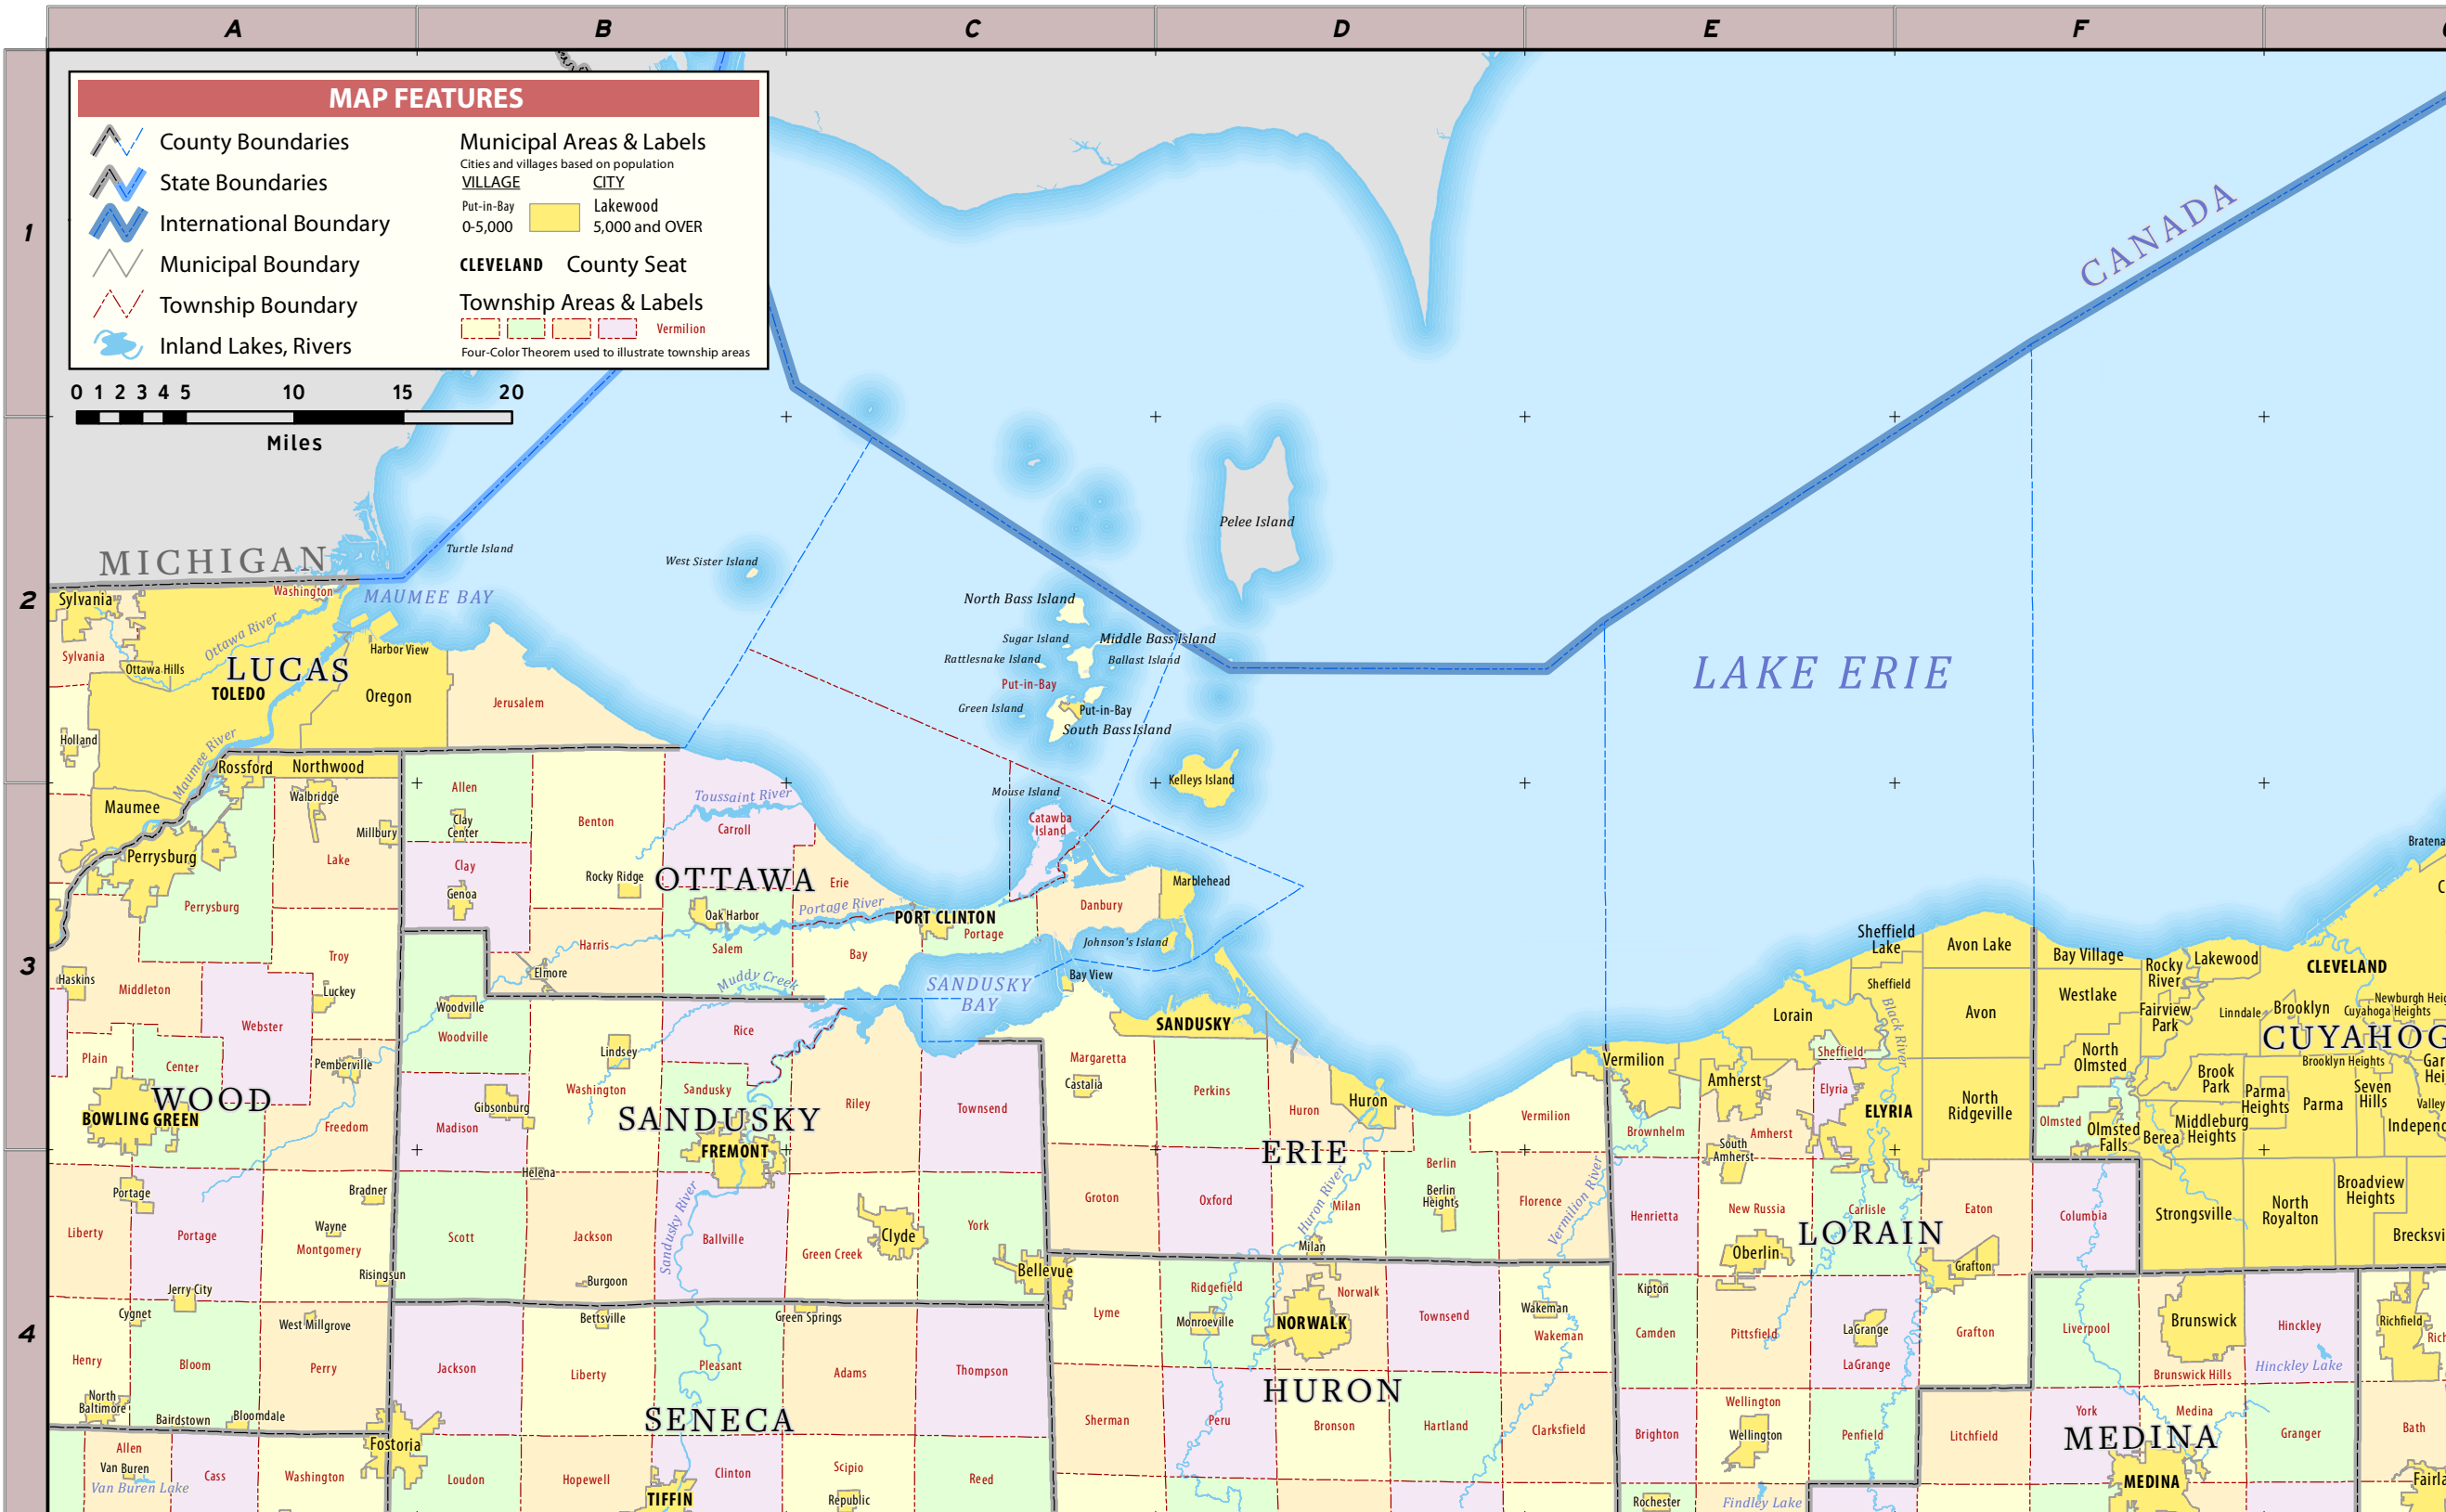 A B C D E F
1
2
3
4
MAP FEATURES
County Boundaries
State Boundaries
International Boundary
Municipal Boundary
Township Boundary
Inland Lakes, Rivers
Municipal Areas & Labels
Cities and villages based on population
VILLAGE CITY
Put-in-Bay Lakewood
0-5,000 5,000 and OVER
CLEVELAND County Seat
Township Areas & Labels
Vermilion
Four-Color Theorem used to illustrate township areas
0 1 2 3 4 5 10 15 20
Miles
CANADA
MICHIGAN
LAKE ERIE
Turtle Island
West Sister Island
Pelee Island
MAUMEE BAY
North Bass Island
Sugar Island
Middle Bass Island
Rattlesnake Island
Ballast Island
Put-in-Bay
Green Island
Put-in-Bay
South Bass Island
Kelleys Island
Mouse Island
Catawba
Island
Marblehead
Danbury
Johnson's Island
Bay View
SANDUSKY
BAY
LUCAS
Sylvania
Washington
Ottawa River
Sylvania
Ottawa Hills
TOLEDO
Harbor View
Oregon
Jerusalem
Holland
Maumee River
Rossford
Northwood
Maumee
Walbridge
Millbury
Perrysburg
Lake
Perrysburg
Troy
Haskins
Middleton
Luckey
Webster
Plain
Center
Pemberville
WOOD
BOWLING GREEN
Freedom
Portage
Bradner
Liberty
Portage
Wayne
Montgomery
Risingsun
Jerry City
Cygnet
West Millgrove
Henry
Bloom
Perry
North
Baltimore
Bairdstown
Bloomdale
Allen
Van Buren
Van Buren Lake
Cass
Washington
Fostoria
OTTAWA
Allen
Clay
Center
Benton
Toussaint River
Carroll
Clay
Genoa
Rocky Ridge
Erie
Oak Harbor
Portage River
PORT CLINTON
Portage
Harris
Salem
Bay
Elmore
Muddy Creek
SANDUSKY
Woodville
Woodville
Rice
Lindsey
Washington
Sandusky
Riley
Townsend
Gibsonburg
Madison
FREMONT
Helena
Scott
Jackson
Sandusky River
Ballville
Green Creek
Clyde
York
Burgoon
Bellevue
SENECA
Bettsville
Green Springs
Jackson
Liberty
Pleasant
Adams
Thompson
Loudon
Hopewell
Clinton
Scipio
Reed
TIFFIN
Republic
ERIE
SANDUSKY
Margaretta
Castalia
Perkins
Huron
Huron
Vermilion
Groton
Oxford
Huron River
Milan
Milan
Berlin
Berlin
Heights
Florence
Vermilion River
HURON
Lyme
Ridgefield
Monroeville
Norwalk
NORWALK
Townsend
Wakeman
Wakeman
Sherman
Peru
Bronson
Hartland
Clarksfield
LORAIN
Sheffield
Lake
Avon Lake
Sheffield
Lorain
Black River
Avon
Vermilion
Sheffield
Amherst
Elyria
ELYRIA
North
Ridgeville
Brownhelm
Amherst
South
Amherst
Henrietta
New Russia
Carlisle
Eaton
Columbia
Oberlin
Grafton
Kipton
Camden
Pittsfield
LaGrange
LaGrange
Grafton
Brighton
Wellington
Wellington
Penfield
Rochester
Findley Lake
MEDINA
Liverpool
Brunswick
Hinckley
Hinckley Lake
Brunswick Hills
Litchfield
York
Medina
Granger
MEDINA
Richfield
Rich
Bath
Fairla
CUYAHOG
Bratena
Bay Village
Rocky
River
Lakewood
CLEVELAND
Westlake
Fairview
Park
Linndale
Brooklyn
Newburgh Heig
Cuyahoga Heights
Brooklyn Heights
North
Olmsted
Brook
Park
Parma
Heights
Parma
Seven
Hills
Gar
Hei
Valley
Olmsted
Olmsted
Falls
Berea
Middleburg
Heights
Independ
Strongsville
North
Royalton
Broadview
Heights
Brecksvi